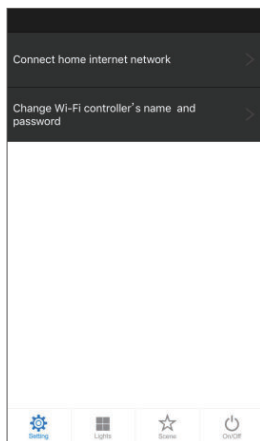 Connect home internet network
Change Wi-Fi controller's name and
password
Setting
Lights
Scene
On/Off